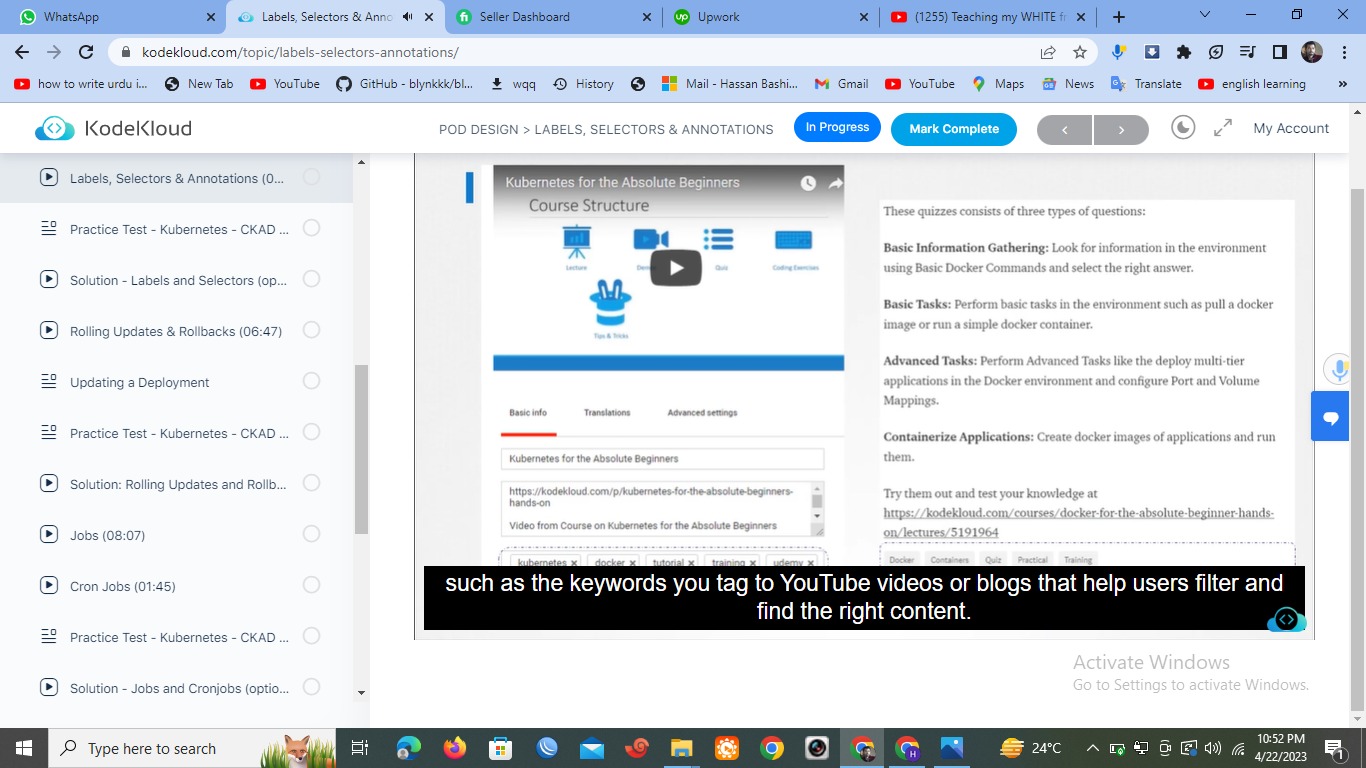 WhatsApp
Labels, Selectors & Anno
Seller Dashboard
Upwork
(1255) Teaching my WHITE fr
kodekloud.com/topic/labels-selectors-annotations/
how to write urdu i...
New Tab
YouTube
GitHub - blynkkk/bl...
wqq
History
Mail - Hassan Bashi...
Gmail
YouTube
Maps
News
Translate
english learning
»
KodeKloud
POD DESIGN > LABELS, SELECTORS & ANNOTATIONS
In Progress
Mark Complete
My Account
Labels, Selectors & Annotations (0...
Practice Test - Kubernetes - CKAD ...
Solution - Labels and Selectors (op...
Rolling Updates & Rollbacks (06:47)
Updating a Deployment
Practice Test - Kubernetes - CKAD ...
Solution: Rolling Updates and Rollb...
Jobs (08:07)
Cron Jobs (01:45)
Practice Test - Kubernetes - CKAD ...
Solution - Jobs and Cronjobs (optio...
Kubernetes for the Absolute Beginners
Course Structure
Lecture
Quiz
Coding Exercises
Tips & Tricks
Basic info
Translations
Advanced settings
Kubernetes for the Absolute Beginners
https://kodekloud.com/p/kubernetes-for-the-absolute-beginners-
hands-on
Video from Course on Kubernetes for the Absolute Beginners
kubernetes × docker × tutorial × training × udemy ×
These quizzes consists of three types of questions:
Basic Information Gathering: Look for information in the environment
using Basic Docker Commands and select the right answer.
Basic Tasks: Perform basic tasks in the environment such as pull a docker
image or run a simple docker container.
Advanced Tasks: Perform Advanced Tasks like the deploy multi-tier
applications in the Docker environment and configure Port and Volume
Mappings.
Containerize Applications: Create docker images of applications and run
them.
Try them out and test your knowledge at
https://kodekloud.com/courses/docker-for-the-absolute-beginner-hands-
on/lectures/5191964
Docker Containers Quiz Practical Training
such as the keywords you tag to YouTube videos or blogs that help users filter and
find the right content.
Activate Windows
Go to Settings to activate Windows.
Type here to search
24°C
10:52 PM
4/22/2023
1